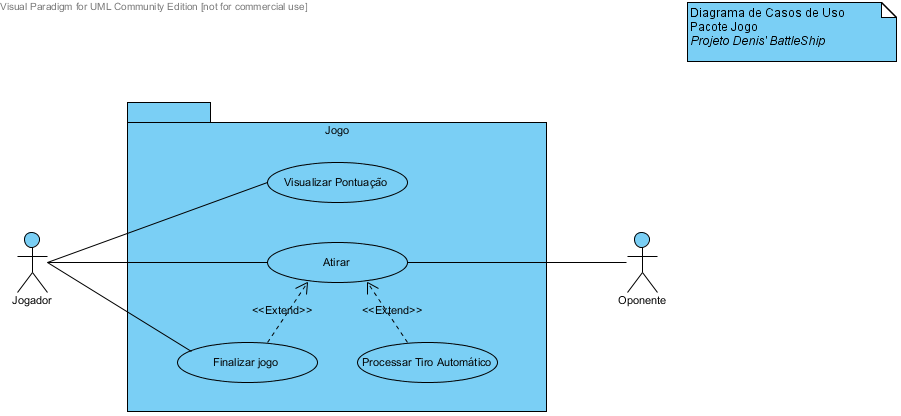 Visual Paradigm for UML Community Edition [not for commercial use]
Diagrama de Casos de Uso
Pacote Jogo
Projeto Denis' BattleShip
Jogo
Visualizar Pontuação
Atirar
Jogador
Oponente
<<Extend>>
<<Extend>>
Finalizar jogo
Processar Tiro Automático